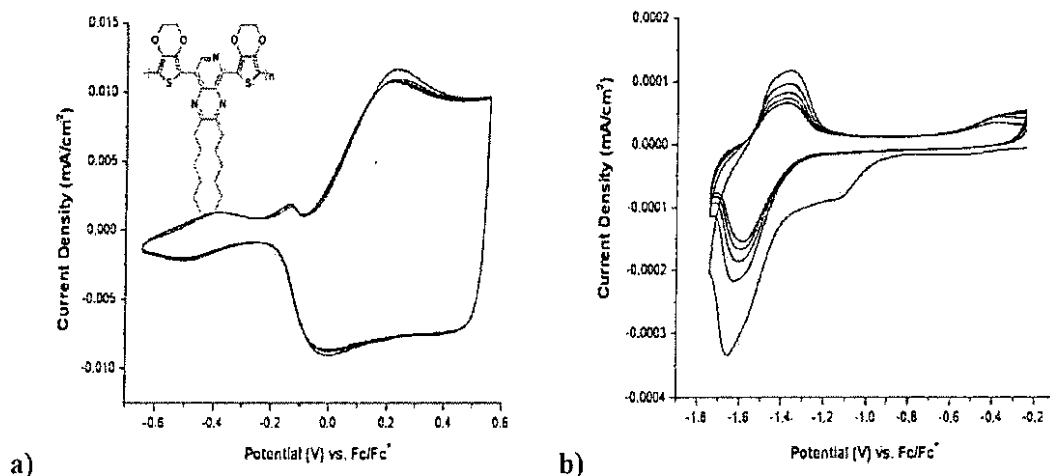 0.015
0.010
0.005
0.000
-0.005
-0.010
Current Density (mA/cm²)
-0.6 -0.4 -0.2 0.0 0.2 0.4 0.6
Potential (V) vs. Fc/Fc⁺
O O N O O
S S n
N N
a)
0.0002
0.0001
0.0000
-0.0001
-0.0002
-0.0003
-0.0004
Current Density (mA/cm²)
-1.8 -1.6 -1.4 -1.2 -1.0 -0.8 -0.6 -0.4 -0.2
Potential (V) vs. Fc/Fc⁺
b)